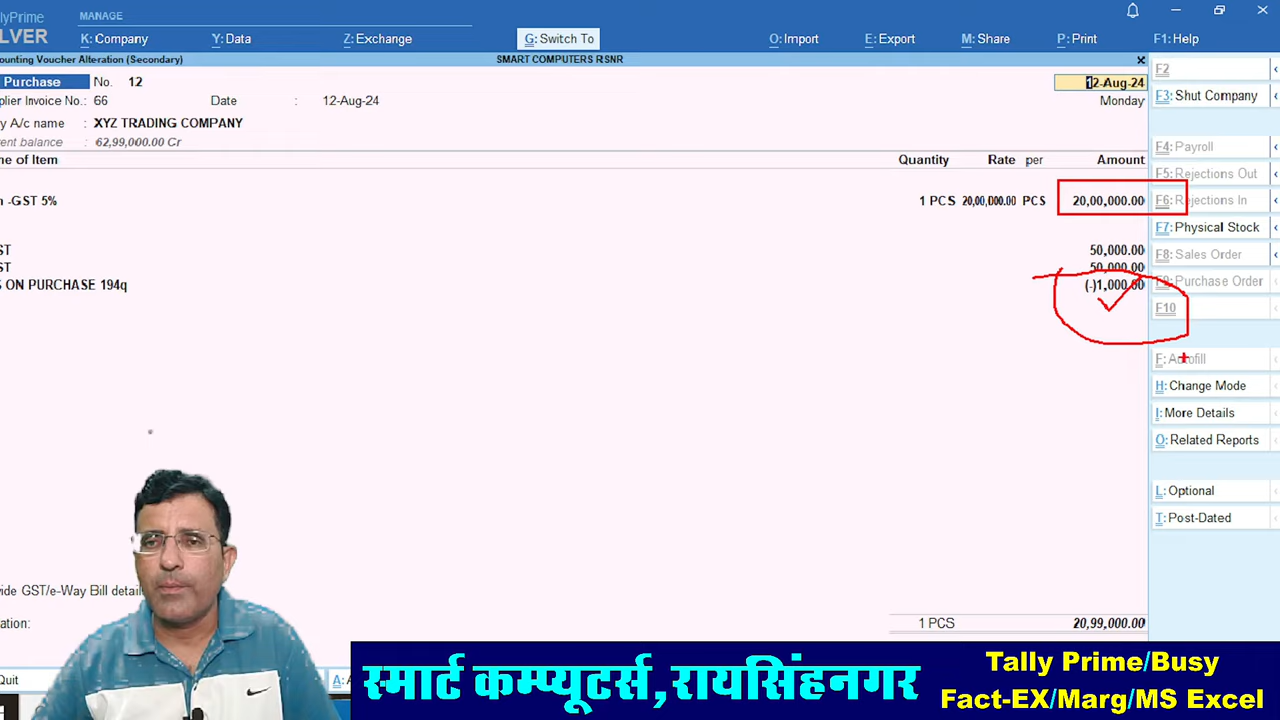 lyPrime
MANAGE
LVER
K: Company
Y: Data
Z: Exchange
G: Switch To
O: Import
E: Export
M: Share
P: Print
F1: Help
ounting Voucher Alteration (Secondary)
SMART COMPUTERS RSNR
Purchase No. 12
12-Aug-24
plier Invoice No.: 66 Date : 12-Aug-24
Monday
y A/c name : XYZ TRADING COMPANY
rent balance : 62,99,000.00 Cr
me of Item Quantity Rate per Amount
n -GST 5% 1 PCS 20,00,000.00 PCS 20,00,000.00
ST 50,000.00
ST 50,000.00
S ON PURCHASE 194q (-)1,000.00
vide GST/e-Way Bill detail
ation: 1 PCS 20,99,000.00
Quit
A: A
F2
F3: Shut Company
F4: Payroll
F5: Rejections Out
F6: Rejections In
F7: Physical Stock
F8: Sales Order
F9: Purchase Order
F10
F: Autofill
H: Change Mode
I: More Details
O: Related Reports
L: Optional
T: Post-Dated
स्मार्ट कम्प्यूटर्स,रायसिंहनगर
Tally Prime/Busy
Fact-EX/Marg/MS Excel